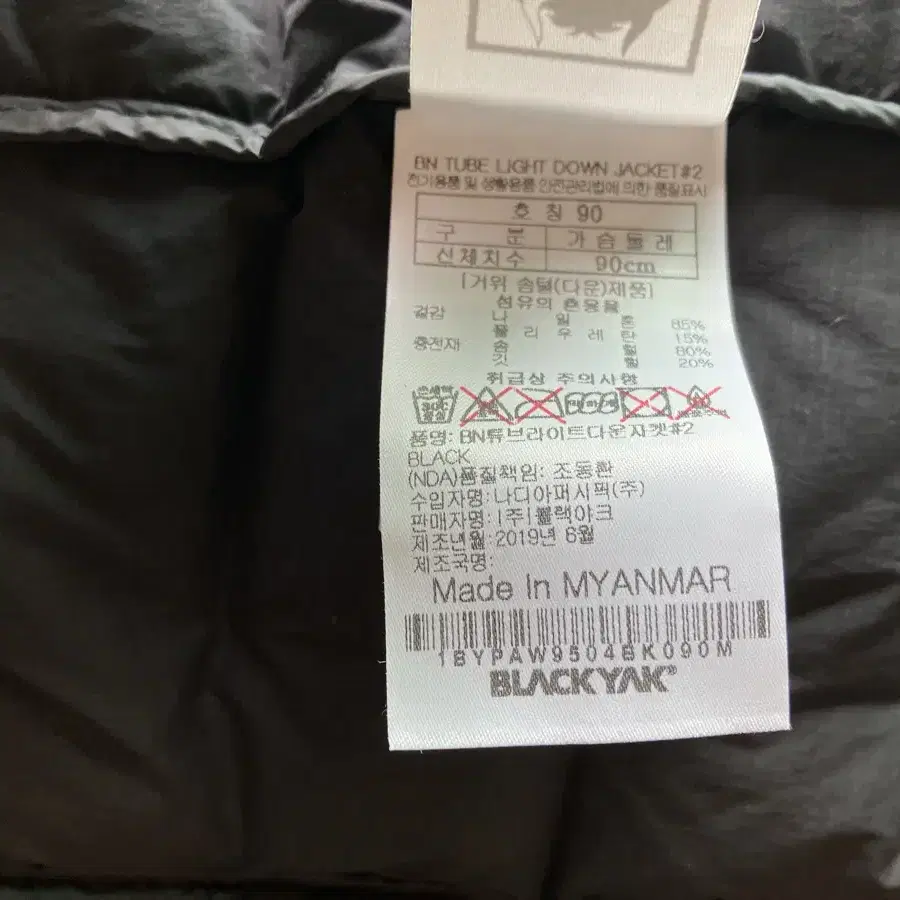 BN TUBE LIGHT DOWN JACKET#2
전기용품 및 생활용품 안전관리법에 의한 품질표시
호 칭 90
구 분 가슴둘레
신체치수 90cm
[거위 솜털(다운)제품]
섬유의 혼용율
겉감 나 일 론 85%
폴 리 우 레 탄 15%
충전재 솜 털 80%
깃 털 20%
취급상 주의사항
품명: BN튜브라이트다운자켓#2
BLACK
(NDA)품질책임: 조동환
수입자명: 나디아퍼시픽(주)
판매자명: (주)블랙야크
제조년월: 2019년 6월
제조국명:
Made In MYANMAR
1BYPAW9504BK090M
BLACKYAK®